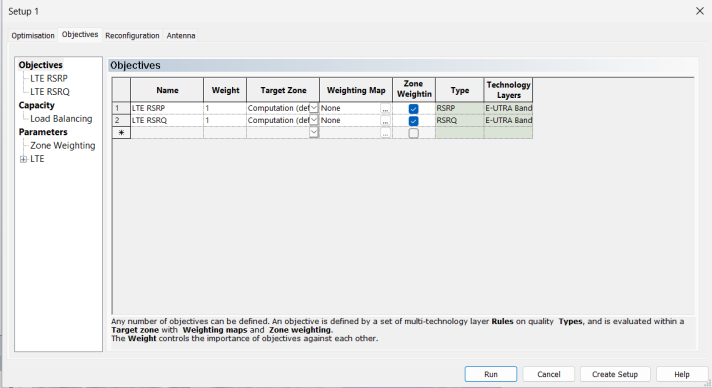 Setup 1
Optimisation Objectives Reconfiguration Antenna
Objectives
LTE RSRP
LTE RSRQ
Capacity
Load Balancing
Parameters
Zone Weighting
LTE
Objectives
Name Weight Target Zone Weighting Map Zone Weightin Type Technology Layers
1 LTE RSRP 1 Computation (def None ... RSRP E-UTRA Band
2 LTE RSRQ 1 Computation (def None ... RSRQ E-UTRA Band
* ...
Any number of objectives can be defined. An objective is defined by a set of multi-technology layer Rules on quality Types, and is evaluated within a
Target zone with Weighting maps and Zone weighting.
The Weight controls the importance of objectives against each other.
Run Cancel Create Setup Help